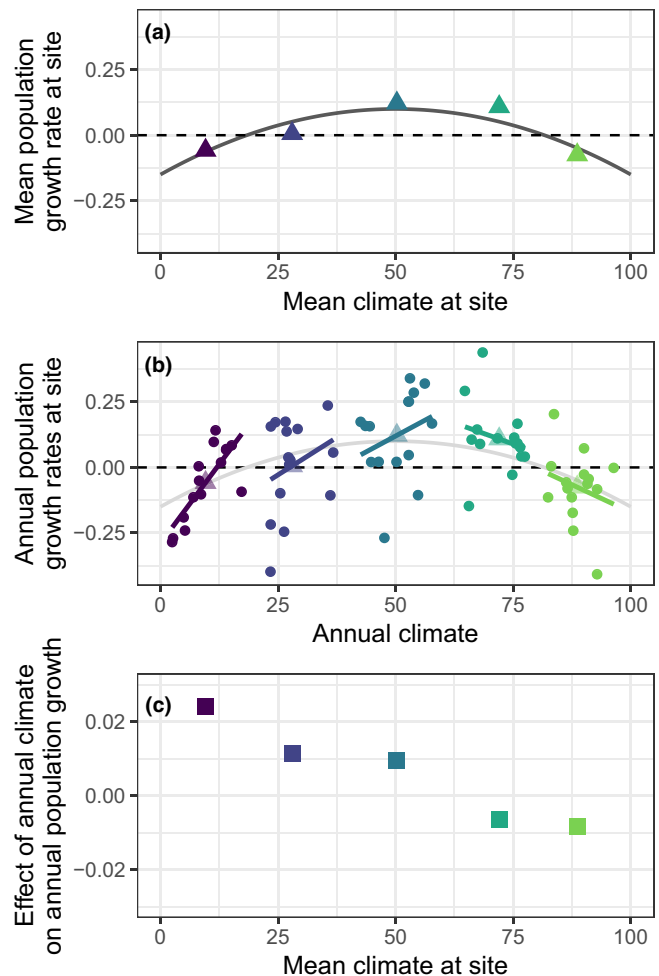 (a)
Mean population
growth rate at site
0.25
0.00
−0.25
0
25
50
75
100
Mean climate at site
(b)
Annual population
growth rates at site
0.25
0.00
−0.25
0
25
50
75
100
Annual climate
(c)
Effect of annual climate
on annual population growth
0.02
0.00
−0.02
0
25
50
75
100
Mean climate at site